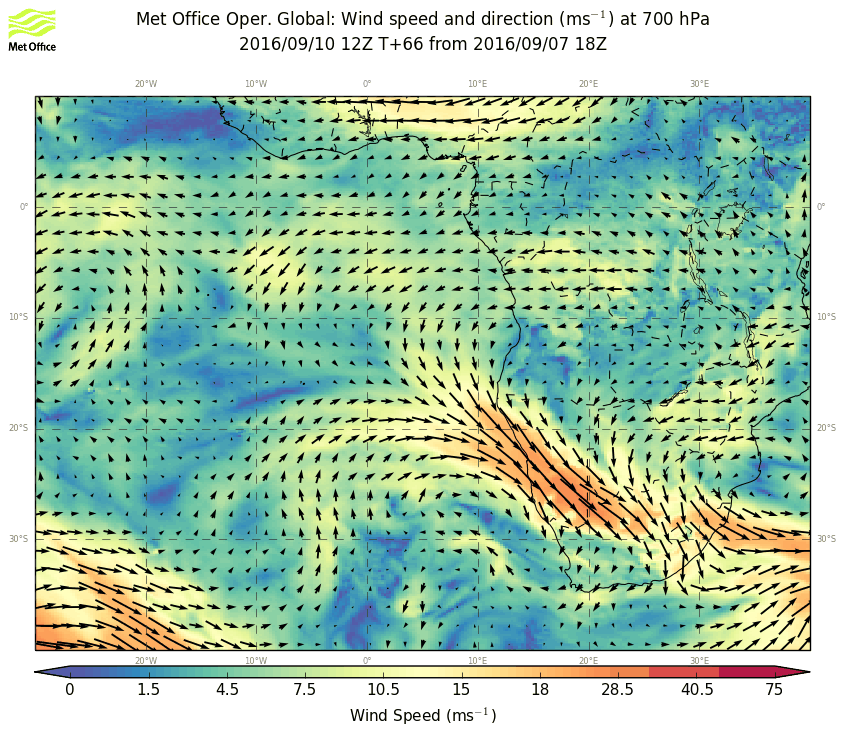 Met Office Oper. Global: Wind speed and direction (ms⁻¹) at 700 hPa
2016/09/10 12Z T+66 from 2016/09/07 18Z
Met Office
20°W 10°W 0° 10°E 20°E 30°E
0° 0°
10°S 10°S
20°S 20°S
30°S 30°S
20°W 10°W 0° 10°E 20°E 30°E
0 1.5 4.5 7.5 10.5 15 18 28.5 40.5 75
Wind Speed (ms⁻¹)